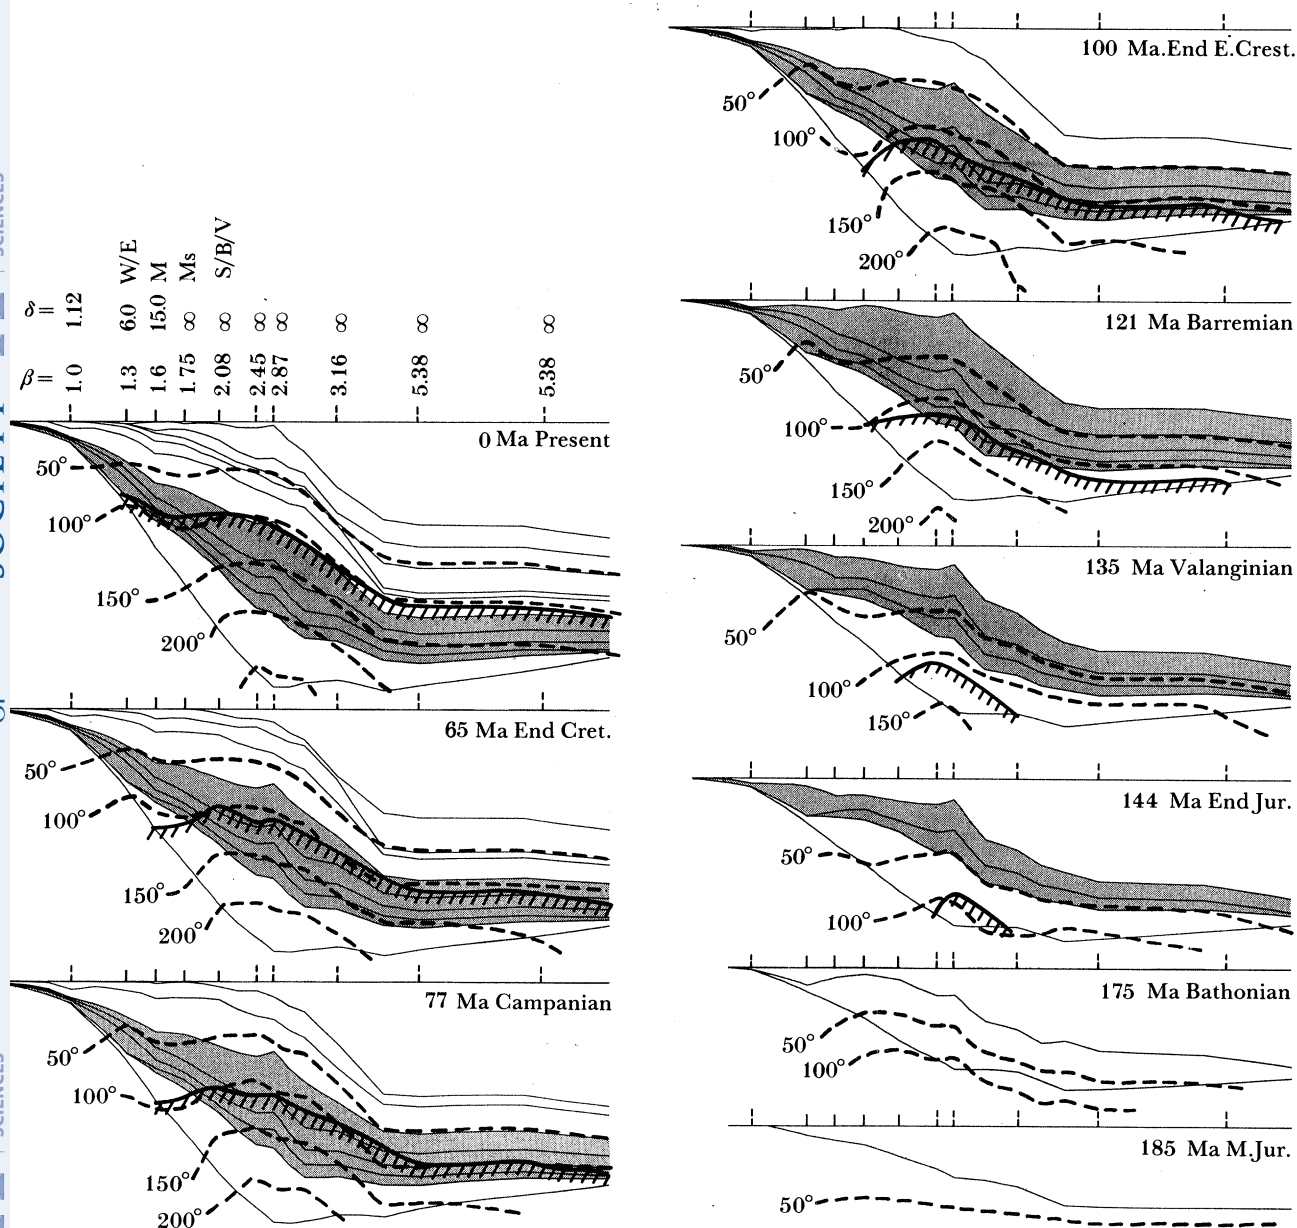 W/E
M
Ms
S/B/V
δ= 1.12 6.0 15.0 ∞ ∞ ∞ ∞ ∞ ∞ ∞
β= 1.0 1.3 1.6 1.75 2.08 2.45 2.87 3.16 5.38 5.38
0 Ma Present
50°
100°
150°
200°
65 Ma End Cret.
50°
100°
150°
200°
77 Ma Campanian
50°
100°
150°
200°
100 Ma.End E.Crest.
50°
100°
150°
200°
121 Ma Barremian
50°
100°
150°
200°
135 Ma Valanginian
50°
100°
150°
144 Ma End Jur.
50°
100°
175 Ma Bathonian
50°
100°
185 Ma M.Jur.
50°
SCIENCES
SOCIETY
OF
SCIENCES